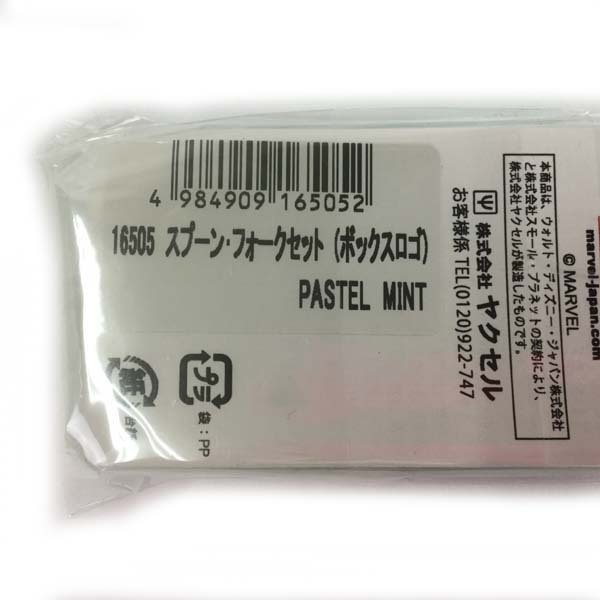 4 984909 165052
16505 スプーン・フォークセット (ボックスロゴ)
PASTEL MINT
株式会社 ヤクセル
お客様係 TEL(0120)922-747
本商品は、ウォルト・ディズニー・ジャパン株式会社
と株式会社スモール・プラネットの契約により、
株式会社ヤクセルが製造したものです。
© MARVEL
marvel-japan.com
紙
プラ
袋：PP